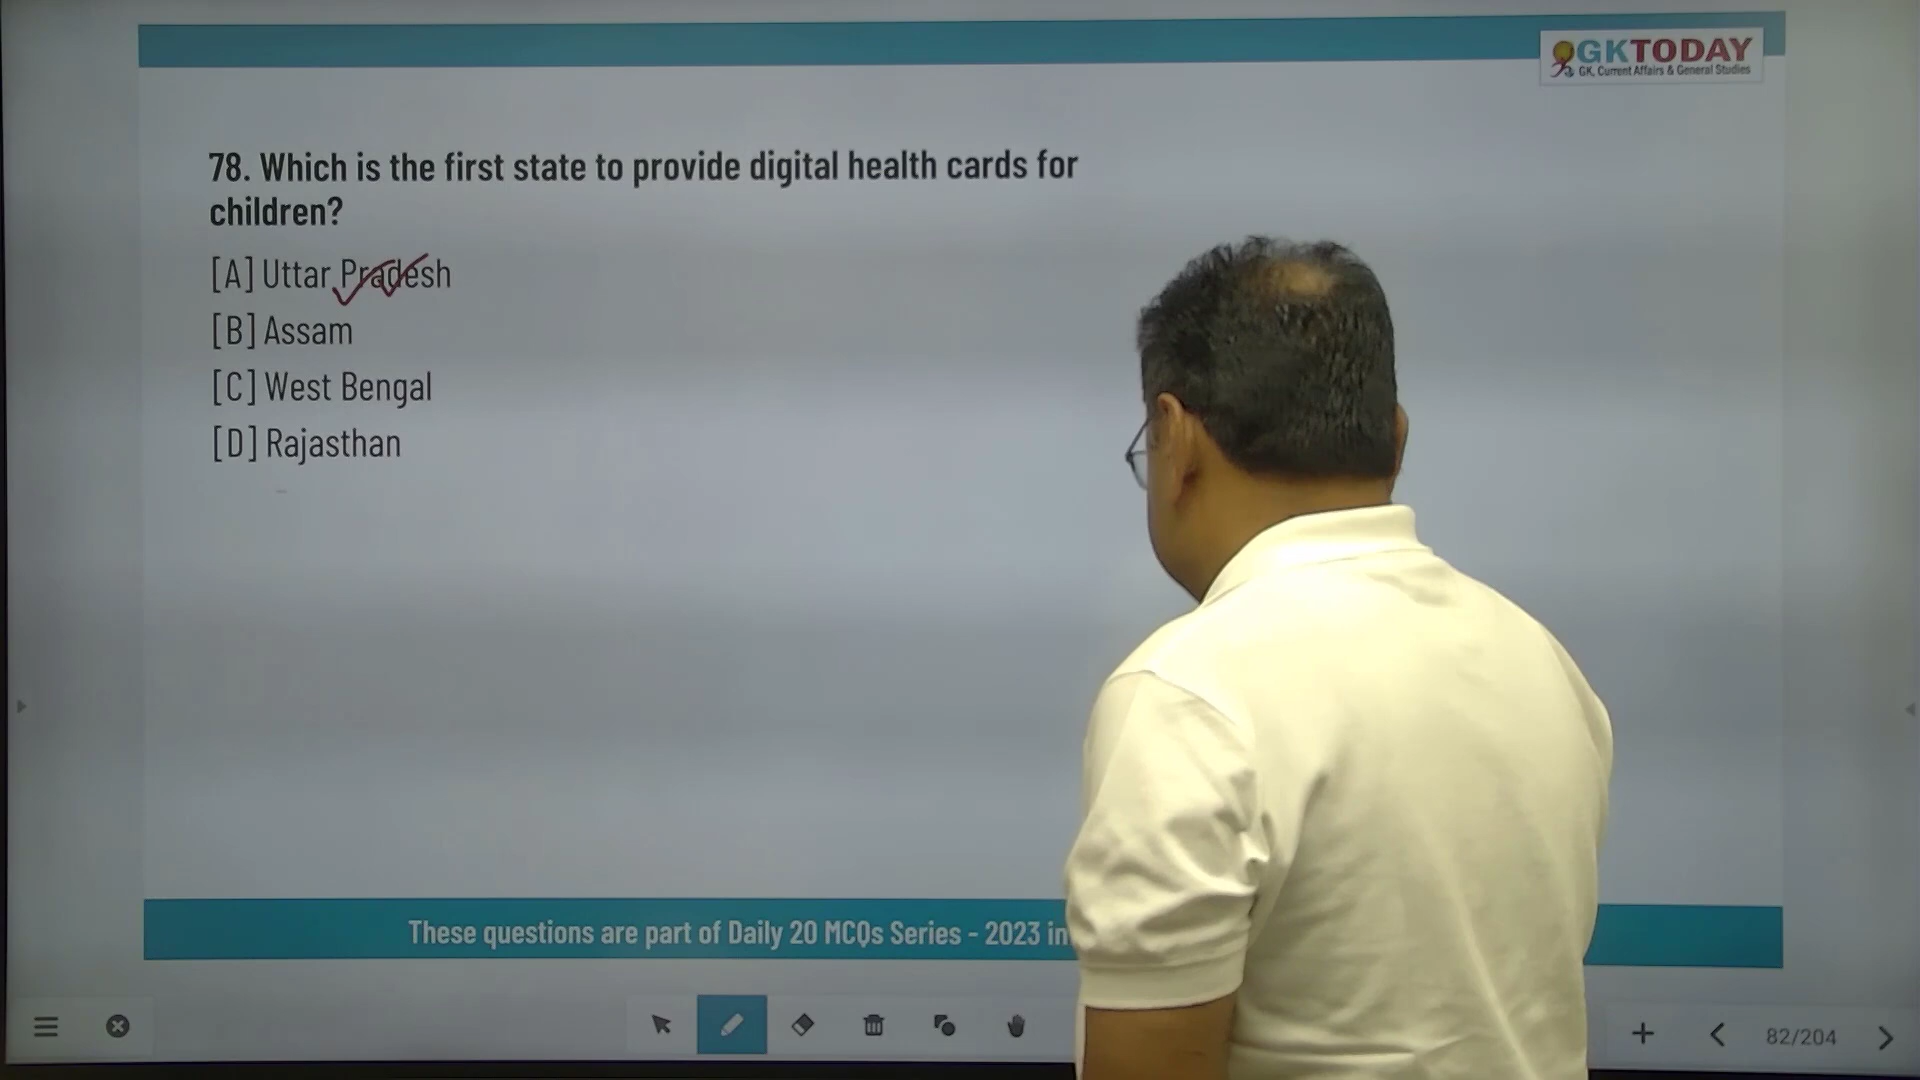 GKTODAY
GK, Current Affairs & General Studies
78. Which is the first state to provide digital health cards for
children?
[A] Uttar Pradesh
[B] Assam
[C] West Bengal
[D] Rajasthan
These questions are part of Daily 20 MCQs Series - 2023 in
82/204